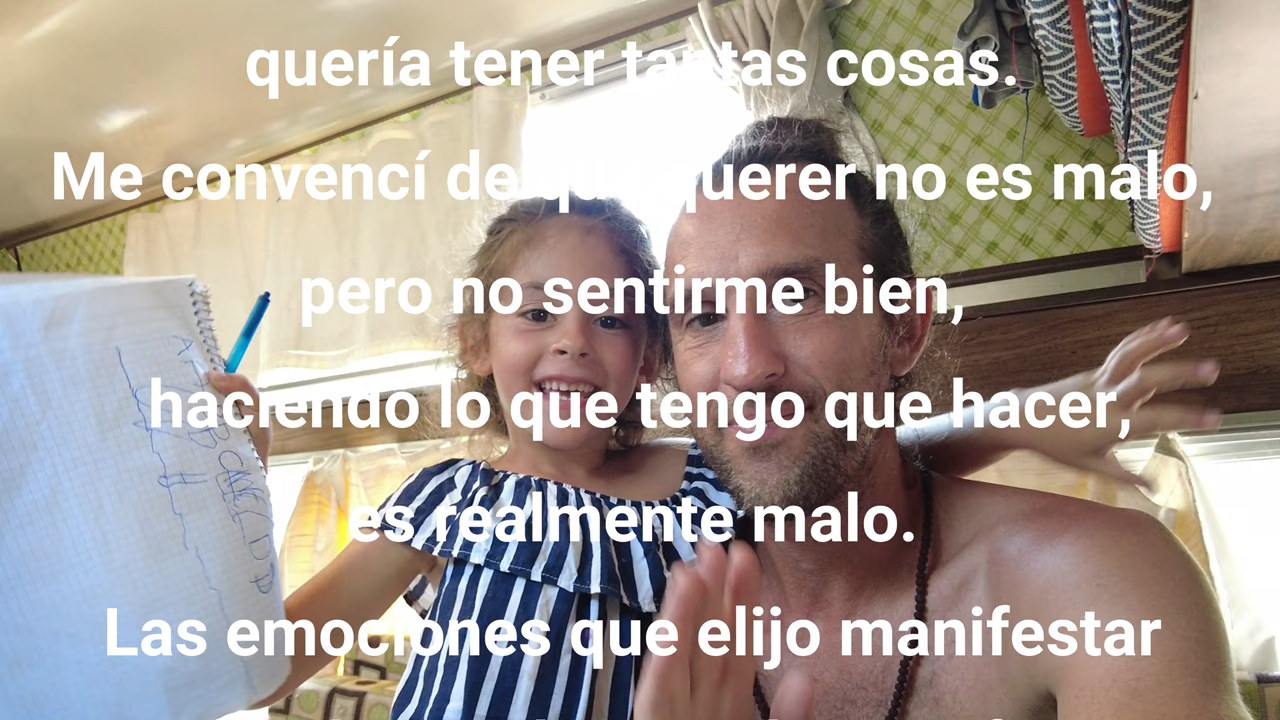 quería tener tantas cosas.
Me convencí de que querer no es malo,
pero no sentirme bien,
haciendo lo que tengo que hacer,
es realmente malo.
Las emociones que elijo manifestar